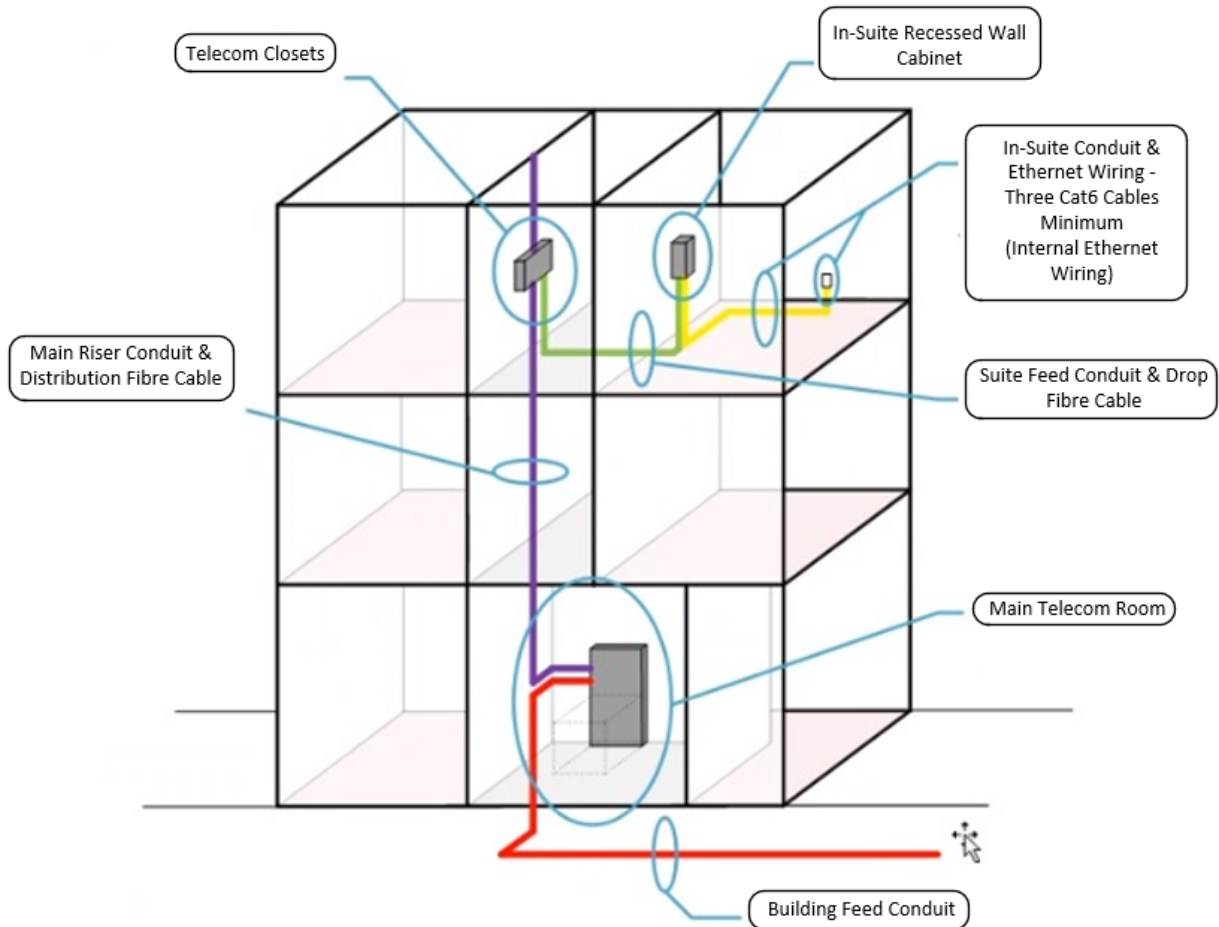 Telecom Closets
In-Suite Recessed Wall
Cabinet
In-Suite Conduit &
Ethernet Wiring -
Three Cat6 Cables
Minimum
(Internal Ethernet
Wiring)
Main Riser Conduit &
Distribution Fibre Cable
Suite Feed Conduit & Drop
Fibre Cable
Main Telecom Room
Building Feed Conduit